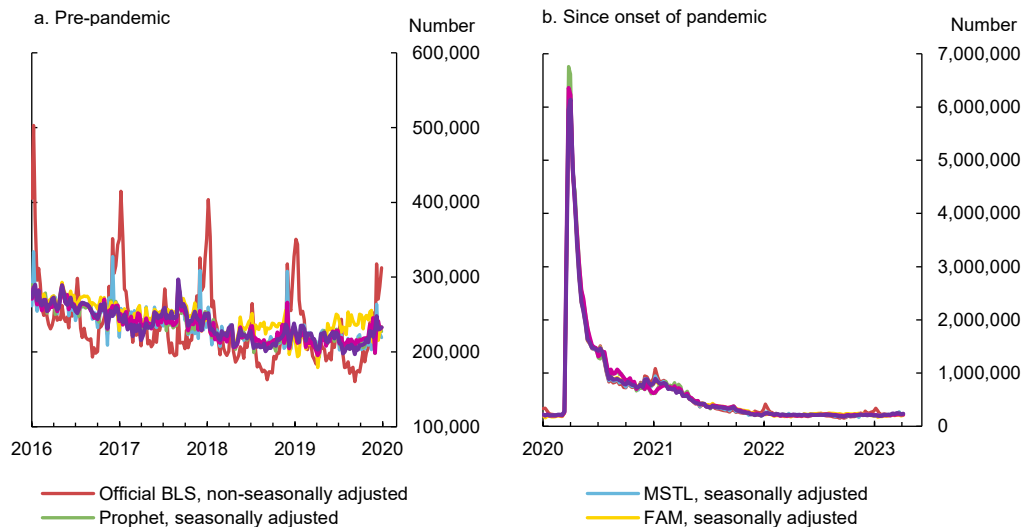 a. Pre-pandemic
Number
600,000
500,000
400,000
300,000
200,000
100,000
2016 2017 2018 2019 2020
b. Since onset of pandemic
Number
7,000,000
6,000,000
5,000,000
4,000,000
3,000,000
2,000,000
1,000,000
0
2020 2021 2022 2023
Official BLS, non-seasonally adjusted
MSTL, seasonally adjusted
Prophet, seasonally adjusted
FAM, seasonally adjusted